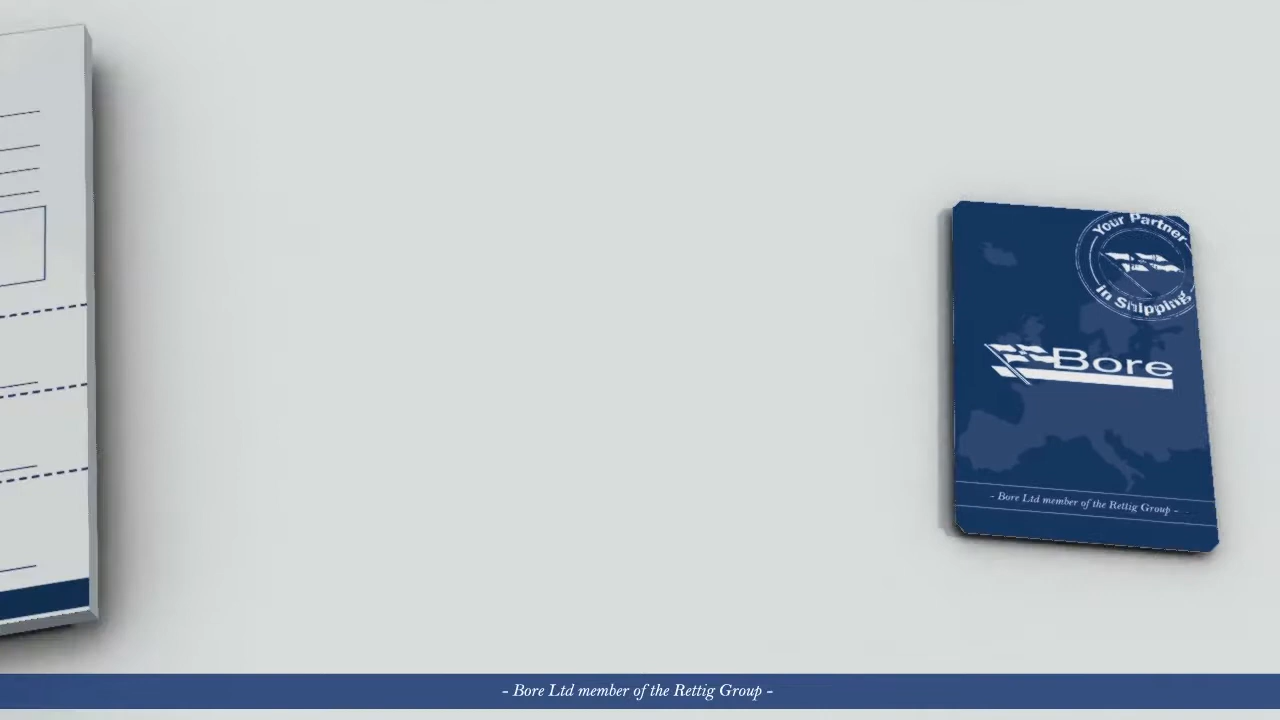 Your Partner
in Shipping
Bore
- Bore Ltd member of the Rettig Group -
- Bore Ltd member of the Rettig Group -